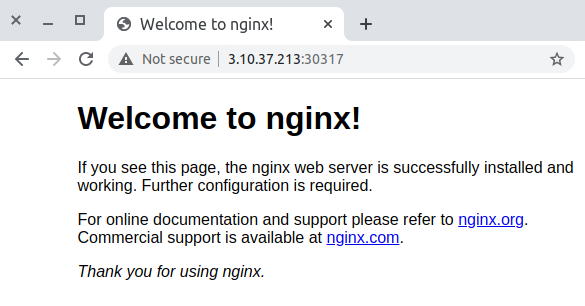 Welcome to nginx!
Not secure 3.10.37.213:30317
Welcome to nginx!
If you see this page, the nginx web server is successfully installed and
working. Further configuration is required.
For online documentation and support please refer to nginx.org.
Commercial support is available at nginx.com.
Thank you for using nginx.